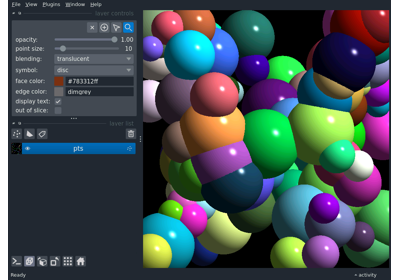 File View Plugins Window Help
layer controls
opacity: 1.00
point size: 10
blending: translucent
symbol: disc
face color: #783312ff
edge color: dimgrey
display text:
out of slice:
layer list
pts
Ready activity